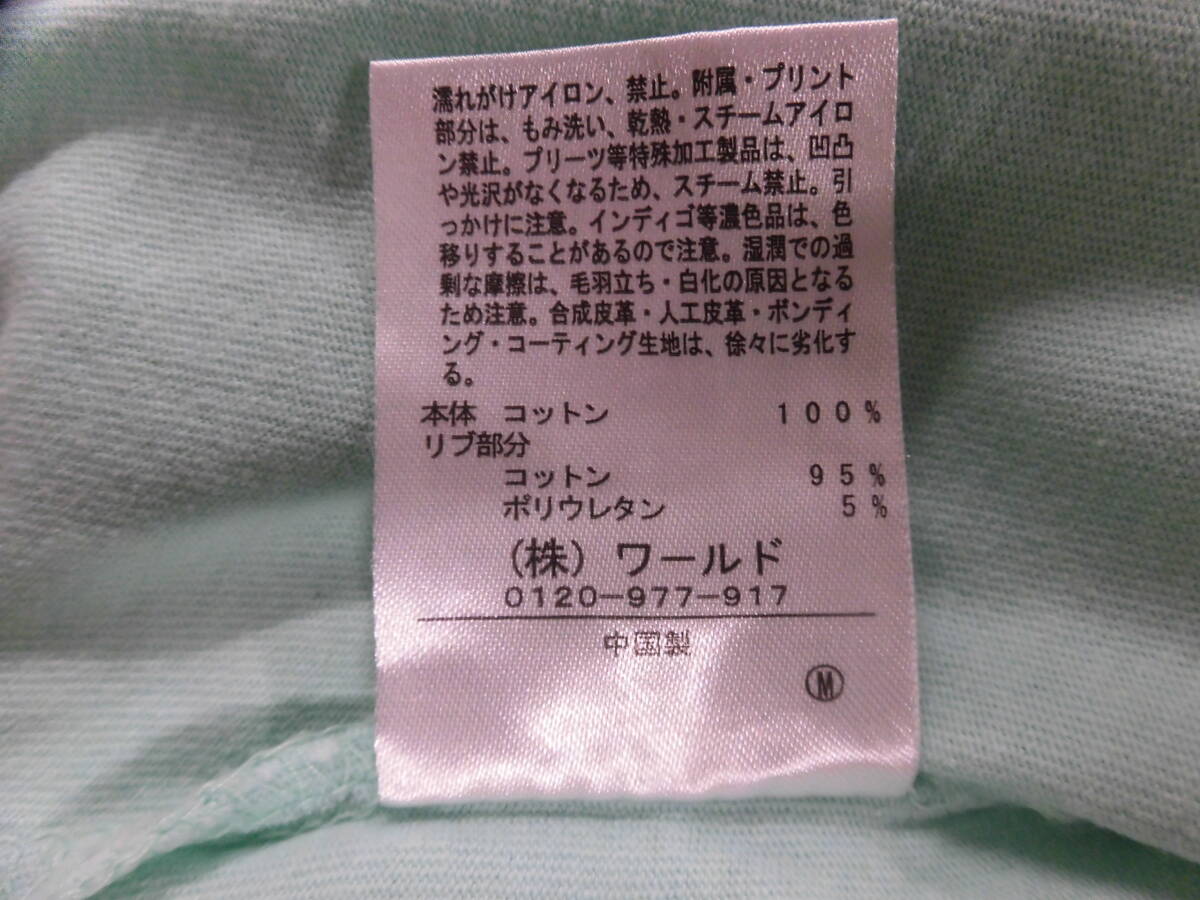 濡れがけアイロン、禁止。附属・プリント
部分は、もみ洗い、乾熱・スチームアイロ
ン禁止。プリーツ等特殊加工製品は、凹凸
や光沢がなくなるため、スチーム禁止。引
っかけに注意。インディゴ等濃色品は、色
移りすることがあるので注意。湿潤での過
剰な摩擦は、毛羽立ち・白化の原因となる
ため注意。合成皮革・人工皮革・ボンディ
ング・コーティング生地は、徐々に劣化す
る。
本体 コットン 100%
リブ部分
コットン 95%
ポリウレタン 5%
(株) ワールド
0120-977-917
中国製
Ⓜ